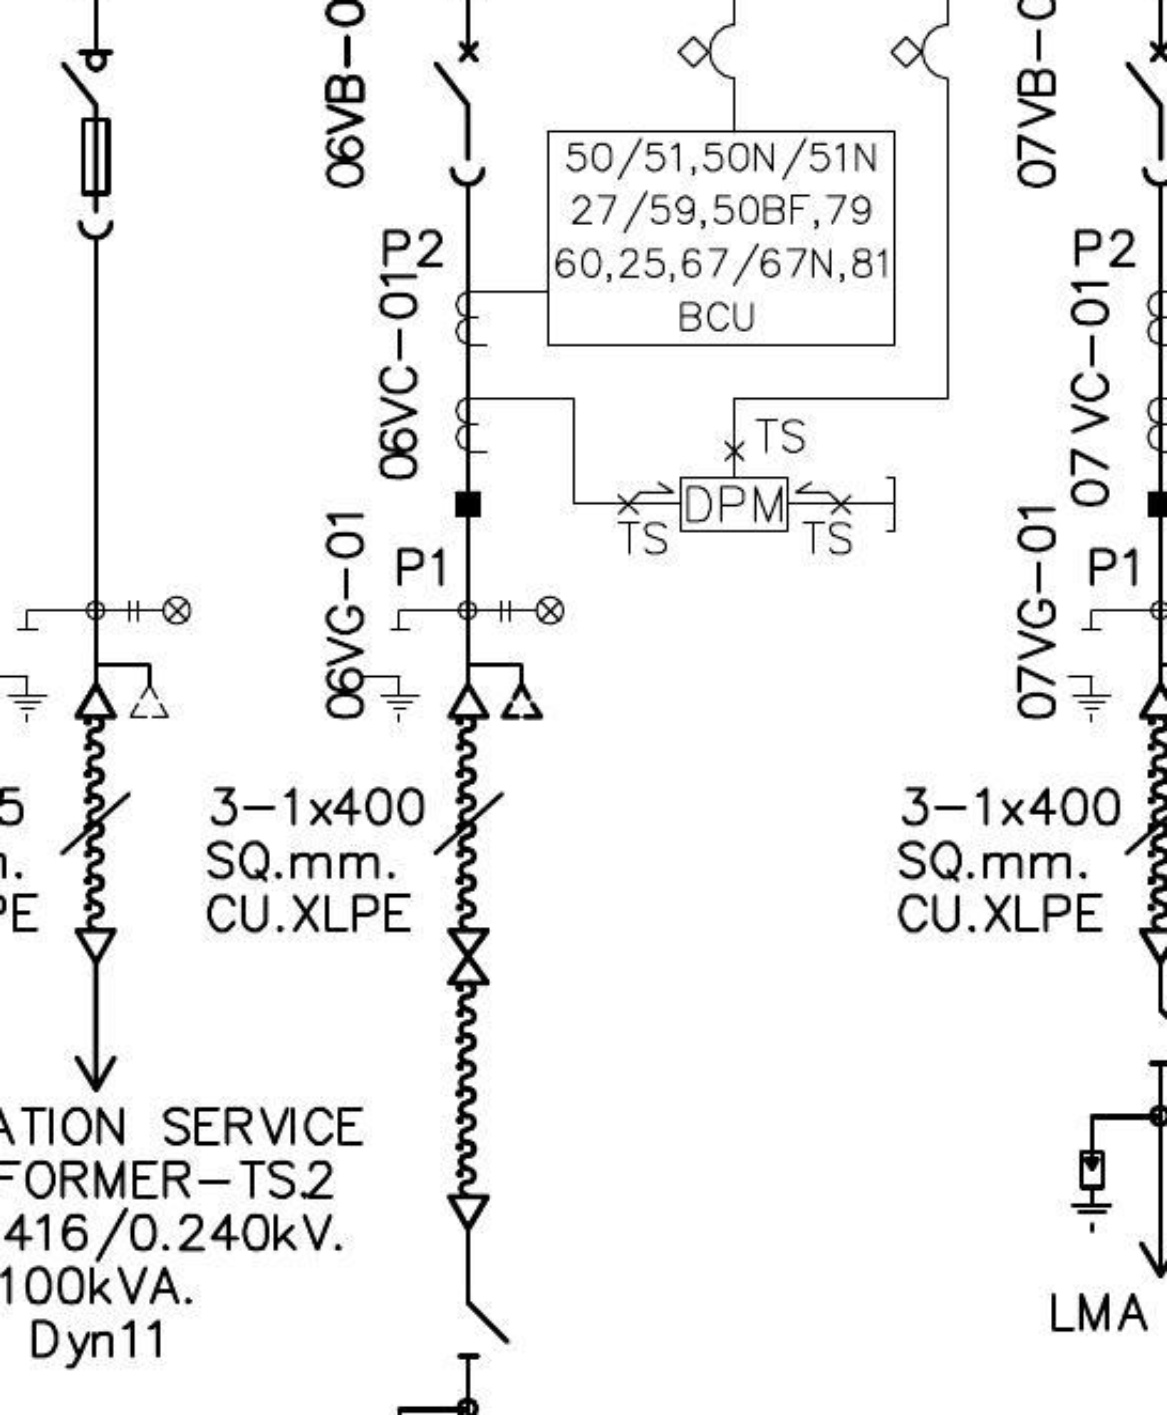 06VB-0
07VB-0
50/51,50N/51N
27/59,50BF,79
60,25,67/67N,81
BCU
P2
P2
06VC-01
07VC-01
TS
DPM
TS
TS
06VG-01
P1
07VG-01
P1
5
3-1x400
SQ.mm.
CU.XLPE
3-1x400
SQ.mm.
CU.XLPE
PE
ATION SERVICE
FORMER-TS.2
416/0.240kV.
100kVA.
Dyn11
LMA